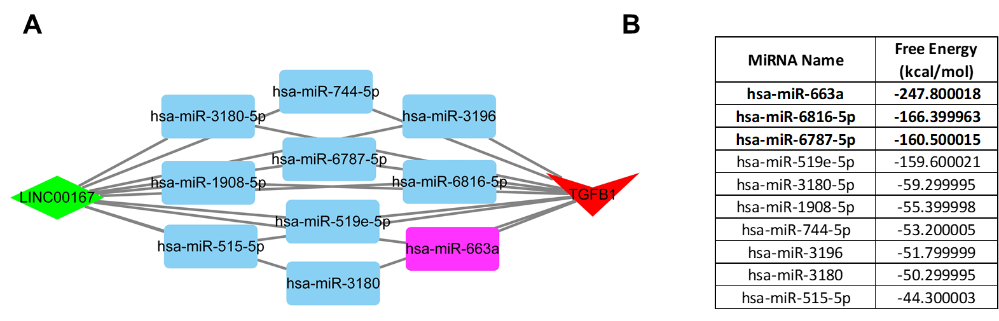 A
hsa-miR-744-5p
hsa-miR-3180-5p
hsa-miR-3196
hsa-miR-6787-5p
hsa-miR-1908-5p
hsa-miR-6816-5p
LINC00167
TGFB1
hsa-miR-519e-5p
hsa-miR-515-5p
hsa-miR-663a
hsa-miR-3180
B
MiRNA Name Free Energy
(kcal/mol)
hsa-miR-663a -247.800018
hsa-miR-6816-5p -166.399963
hsa-miR-6787-5p -160.500015
hsa-miR-519e-5p -159.600021
hsa-miR-3180-5p -59.299995
hsa-miR-1908-5p -55.399998
hsa-miR-744-5p -53.200005
hsa-miR-3196 -51.799999
hsa-miR-3180 -50.299995
hsa-miR-515-5p -44.300003